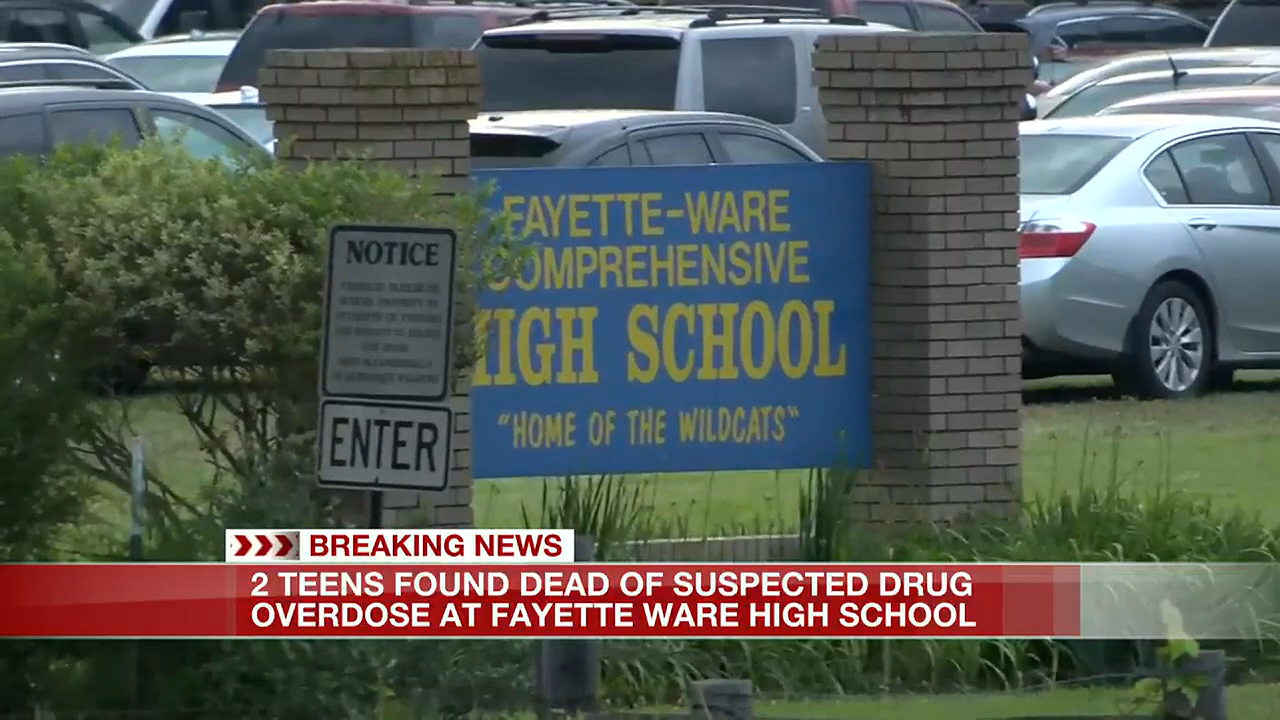 FAYETTE-WARE
COMPREHENSIVE
HIGH SCHOOL
"HOME OF THE WILDCATS"
NOTICE
ENTER
BREAKING NEWS
2 TEENS FOUND DEAD OF SUSPECTED DRUG
OVERDOSE AT FAYETTE WARE HIGH SCHOOL